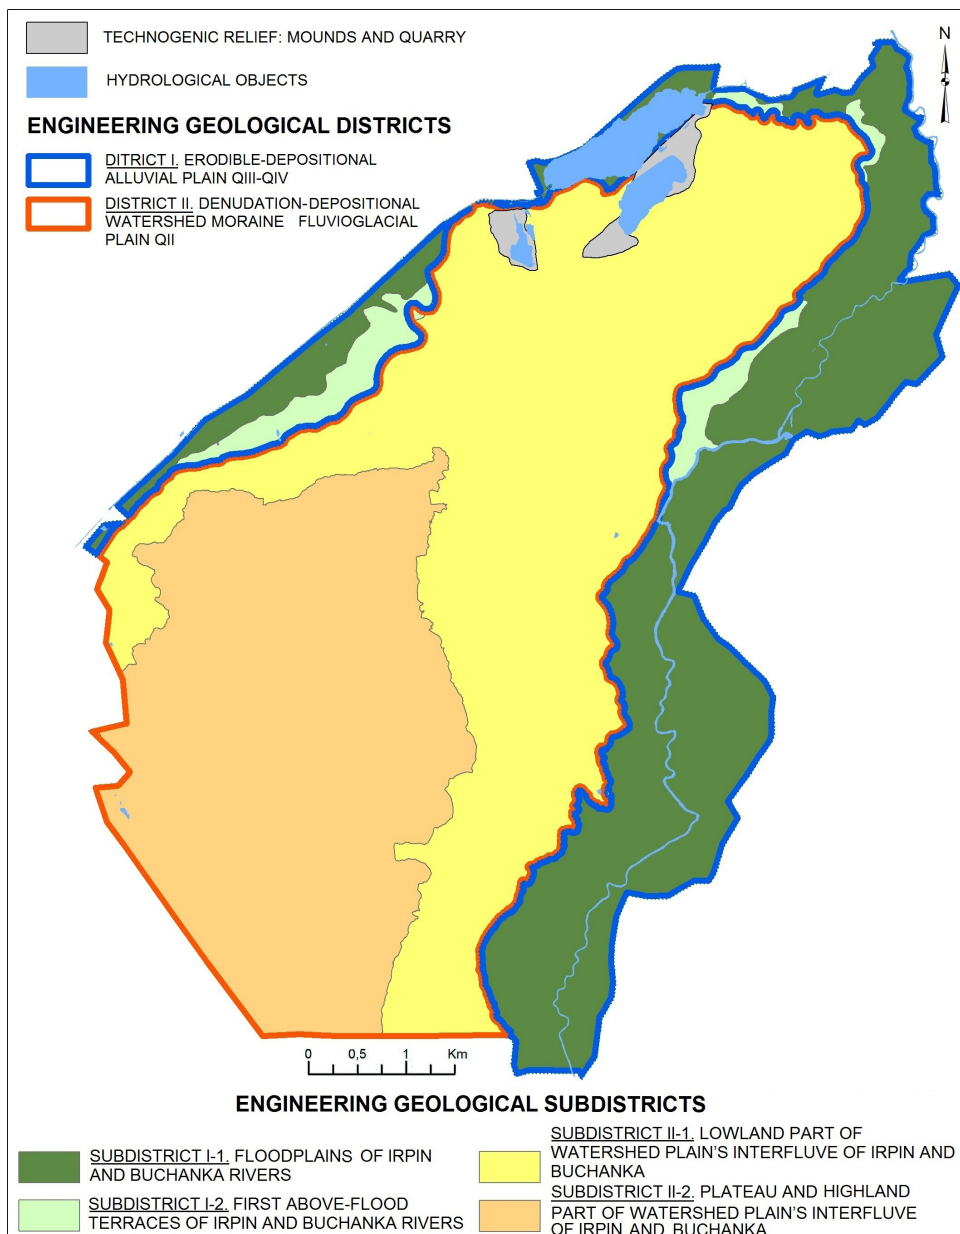 TECHNOGENIC RELIEF: MOUNDS AND QUARRY
N
HYDROLOGICAL OBJECTS
ENGINEERING GEOLOGICAL DISTRICTS
DITRICT I. ERODIBLE-DEPOSITIONAL
ALLUVIAL PLAIN QIII-QIV
DISTRICT II. DENUDATION-DEPOSITIONAL
WATERSHED MORAINE FLUVIOGLACIAL
PLAIN QII
0 0,5 1 Km
ENGINEERING GEOLOGICAL SUBDISTRICTS
SUBDISTRICT I-1. FLOODPLAINS OF IRPIN
AND BUCHANKA RIVERS
SUBDISTRICT I-2. FIRST ABOVE-FLOOD
TERRACES OF IRPIN AND BUCHANKA RIVERS
SUBDISTRICT II-1. LOWLAND PART OF
WATERSHED PLAIN'S INTERFLUVE OF IRPIN AND
BUCHANKA
SUBDISTRICT II-2. PLATEAU AND HIGHLAND
PART OF WATERSHED PLAIN'S INTERFLUVE
OF IRPIN AND BUCHANKA